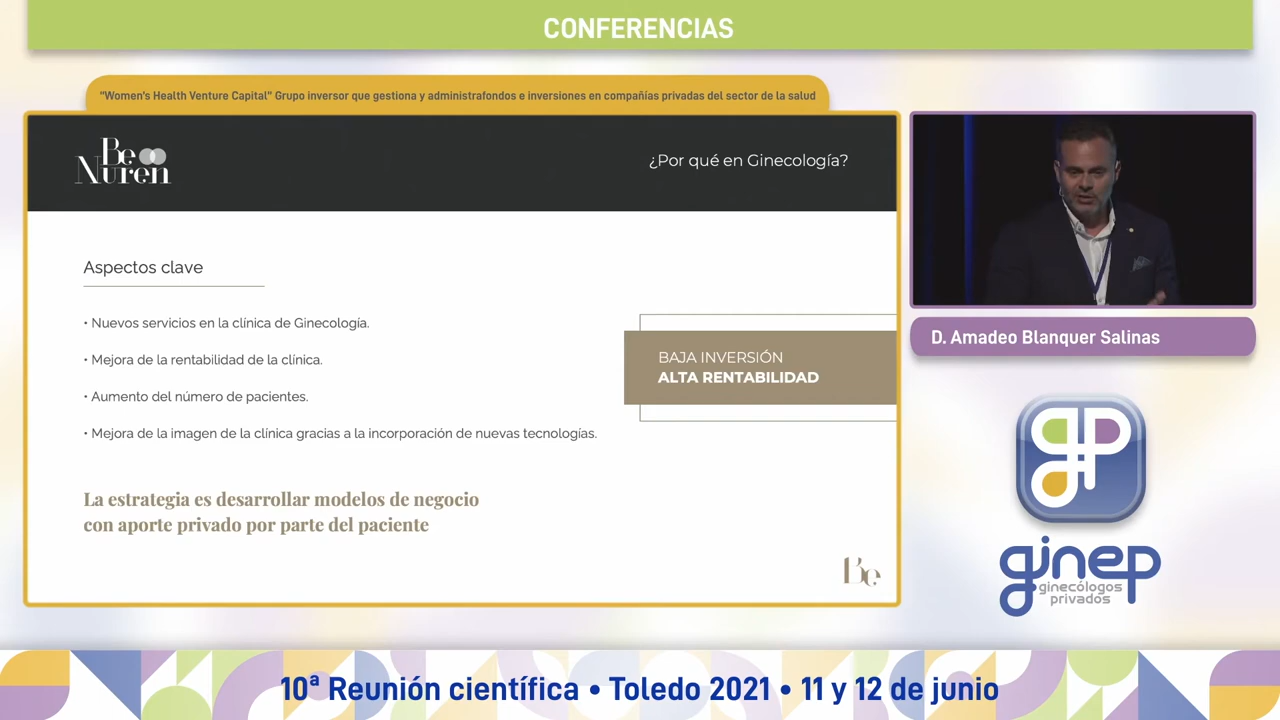 CONFERENCIAS
"Women's Health Venture Capital" Grupo inversor que gestiona y administrafondos e inversiones en compañías privadas del sector de la salud
Be
Nuren
¿Por qué en Ginecología?
Aspectos clave
• Nuevos servicios en la clínica de Ginecología.
• Mejora de la rentabilidad de la clínica.
• Aumento del número de pacientes.
• Mejora de la imagen de la clínica gracias a la incorporación de nuevas tecnologías.
BAJA INVERSIÓN
ALTA RENTABILIDAD
La estrategia es desarrollar modelos de negocio
con aporte privado por parte del paciente
Be
D. Amadeo Blanquer Salinas
gp
ginep
ginecólogos
privados
10ª Reunión científica • Toledo 2021 • 11 y 12 de junio